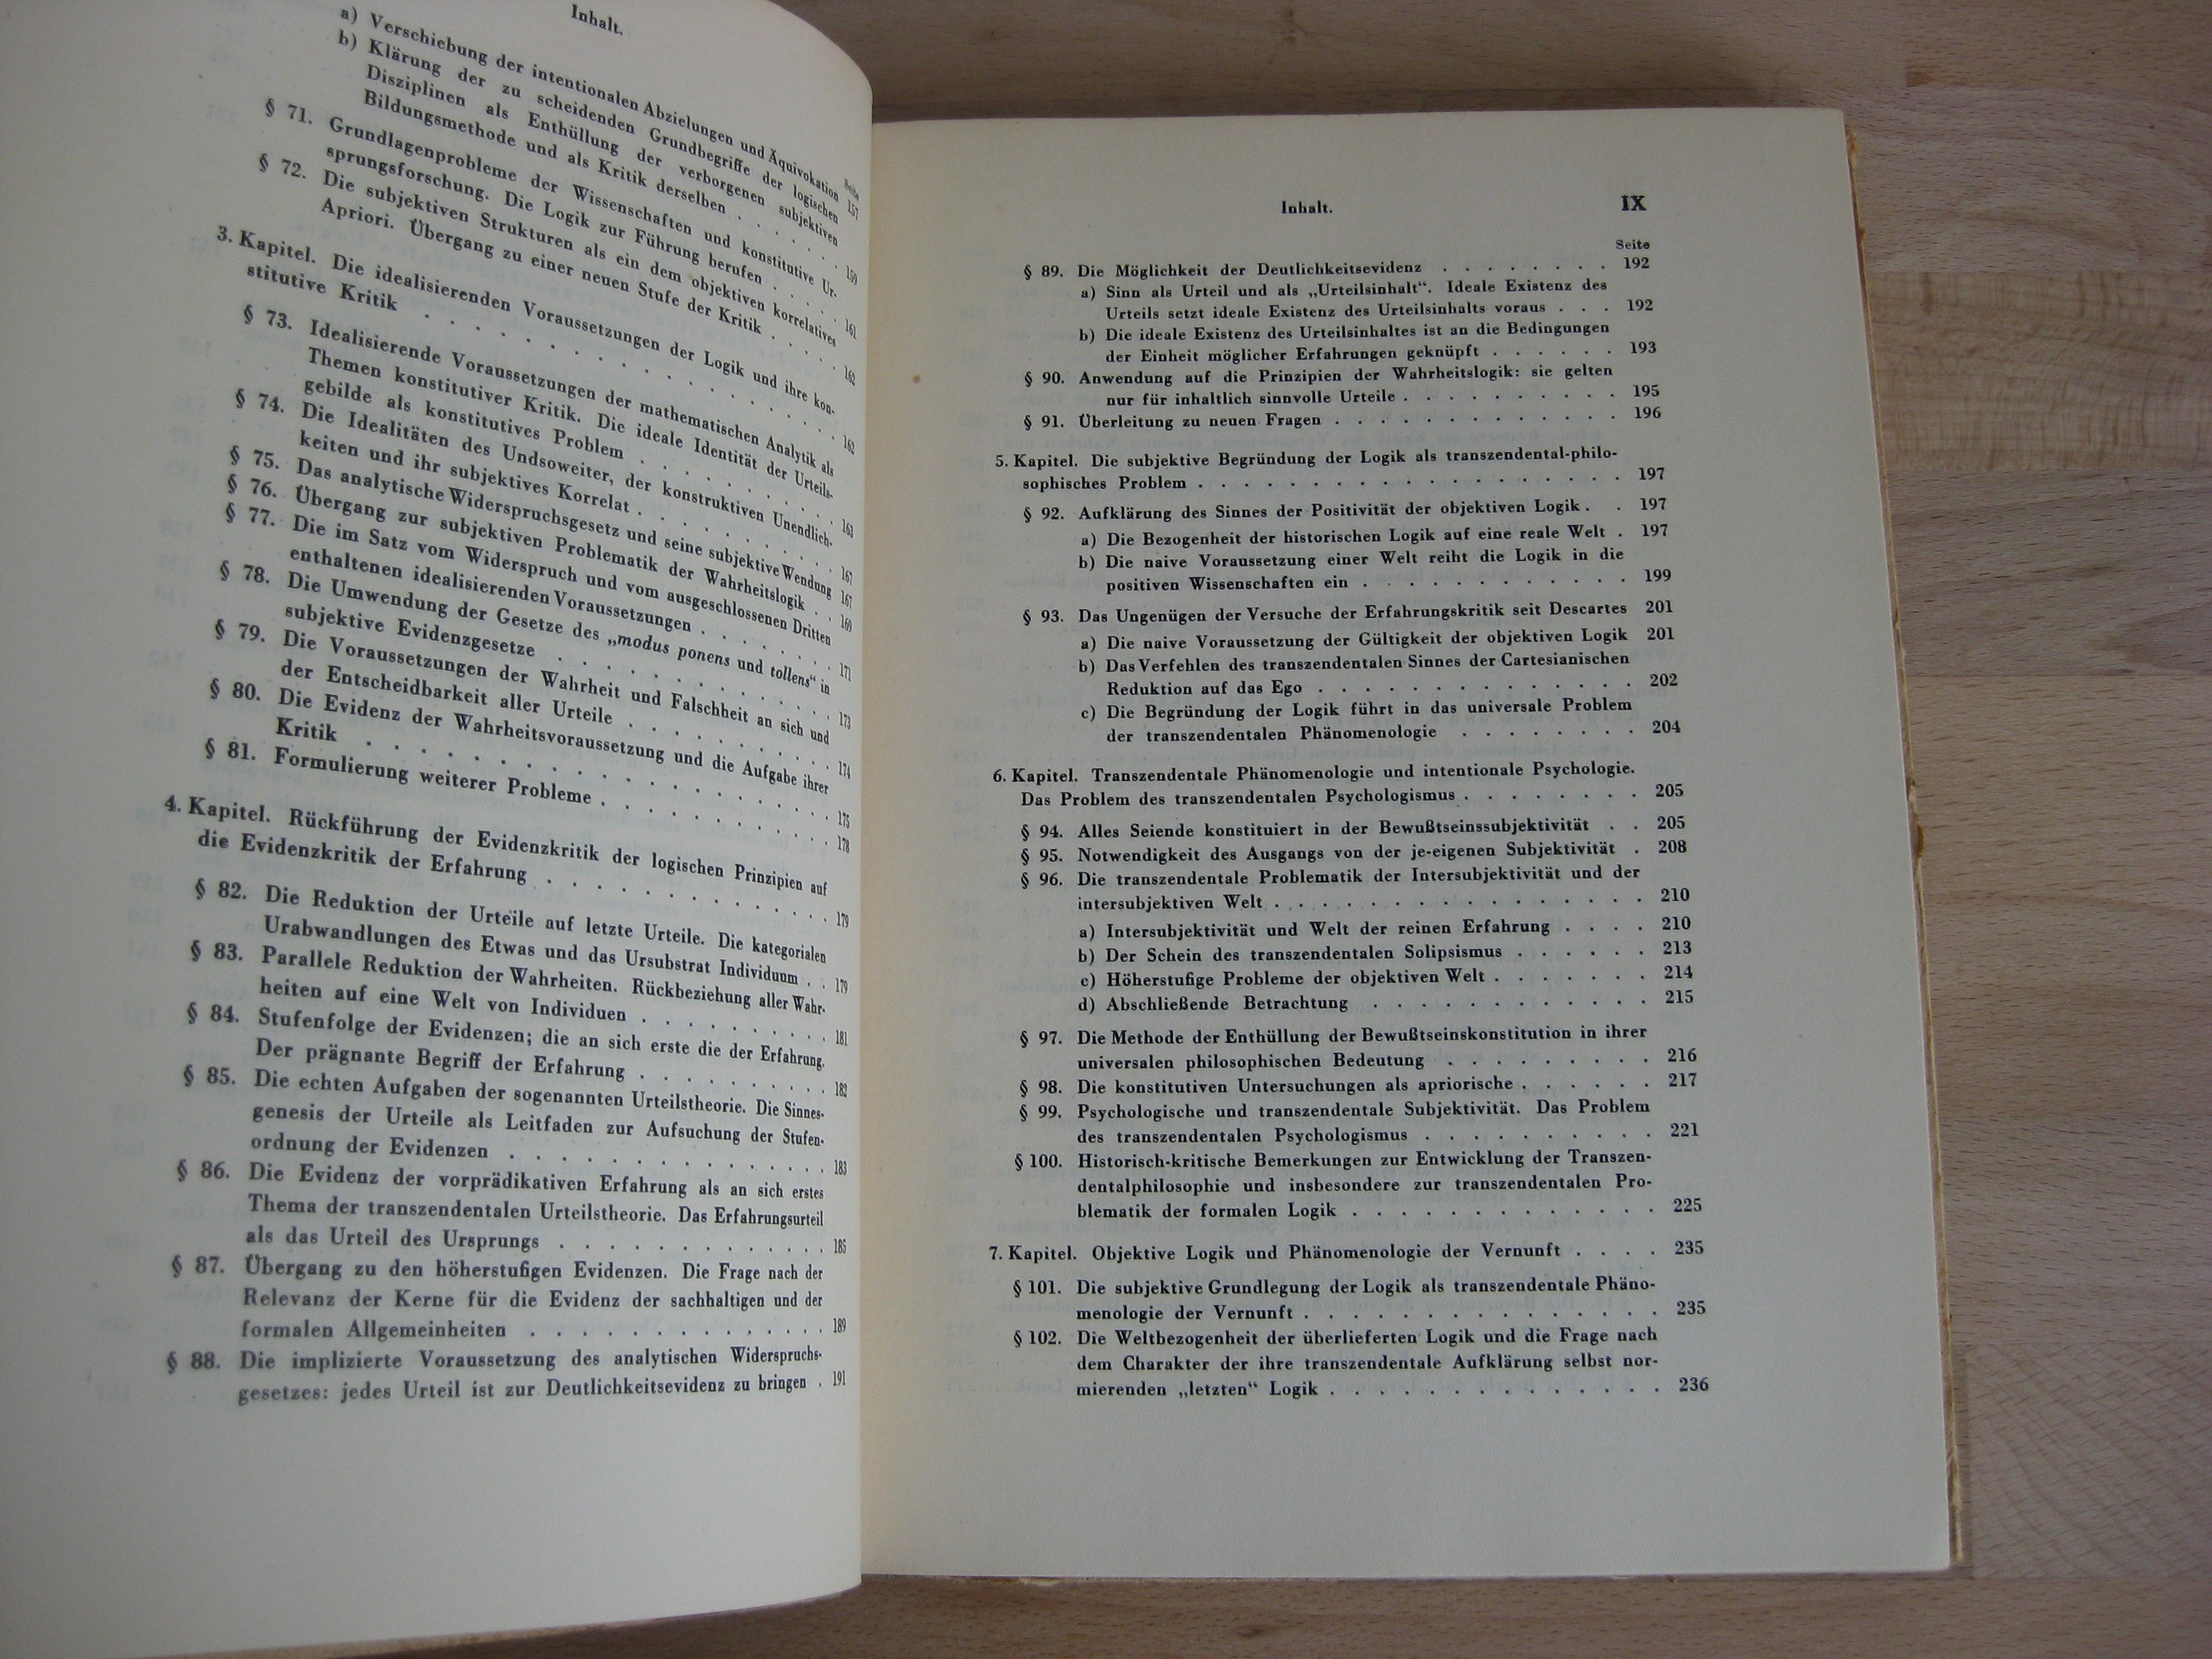 Inhalt.
Seite
a) Verschiebung der intentionalen Abzielungen und Äquivokation 157
b) Klärung der zu scheidenden Grundbegriffe der logischen
Disziplinen als Enthüllung der verborgenen subjektiven
Bildungsmethode und als Kritik derselben . . . . . . 159
§ 71. Grundlagenprobleme der Wissenschaften und konstitutive Ur-
sprungsforschung. Die Logik zur Führung berufen . . . . . 161
§ 72. Die subjektiven Strukturen als ein dem objektiven korrelatives
Apriori. Übergang zu einer neuen Stufe der Kritik . . . . . 162
3. Kapitel. Die idealisierenden Voraussetzungen der Logik und ihre kon-
stitutive Kritik . . . . . . . . . . . . . . . . 162
§ 73. Idealisierende Voraussetzungen der mathematischen Analytik als
Themen konstitutiver Kritik. Die ideale Identität der Urteils-
gebilde als konstitutives Problem . . . . . . . . . 163
§ 74. Die Idealitäten des Undsoweiter, der konstruktiven Unendlich-
keiten und ihr subjektives Korrelat . . . . . . . . . 167
§ 75. Das analytische Widerspruchsgesetz und seine subjektive Wendung 167
§ 76. Übergang zur subjektiven Problematik der Wahrheitslogik . . 169
§ 77. Die im Satz vom Widerspruch und vom ausgeschlossenen Dritten
enthaltenen idealisierenden Voraussetzungen . . . . . . 171
§ 78. Die Umwendung der Gesetze des „modus ponens und tollens“ in
subjektive Evidenzgesetze . . . . . . . . . . . . 173
§ 79. Die Voraussetzungen der Wahrheit und Falschheit an sich und
der Entscheidbarkeit aller Urteile . . . . . . . . . 174
§ 80. Die Evidenz der Wahrheitsvoraussetzung und die Aufgabe ihrer
Kritik . . . . . . . . . . . . . . . . . . 175
§ 81. Formulierung weiterer Probleme . . . . . . . . . . 178
4. Kapitel. Rückführung der Evidenzkritik der logischen Prinzipien auf
die Evidenzkritik der Erfahrung . . . . . . . . . . . 179
§ 82. Die Reduktion der Urteile auf letzte Urteile. Die kategorialen
Urabwandlungen des Etwas und das Ursubstrat Individuum . . 179
§ 83. Parallele Reduktion der Wahrheiten. Rückbeziehung aller Wahr-
heiten auf eine Welt von Individuen . . . . . . . . . 181
§ 84. Stufenfolge der Evidenzen; die an sich erste die der Erfahrung.
Der prägnante Begriff der Erfahrung . . . . . . . . . 182
§ 85. Die echten Aufgaben der sogenannten Urteilstheorie. Die Sinnes-
genesis der Urteile als Leitfaden zur Aufsuchung der Stufen-
ordnung der Evidenzen . . . . . . . . . . . . . 183
§ 86. Die Evidenz der vorprädikativen Erfahrung als an sich erstes
Thema der transzendentalen Urteilstheorie. Das Erfahrungsurteil
als das Urteil des Ursprungs . . . . . . . . . . . . 185
§ 87. Übergang zu den höherstufigen Evidenzen. Die Frage nach der
Relevanz der Kerne für die Evidenz der sachhaltigen und der
formalen Allgemeinheiten . . . . . . . . . . . . . 189
§ 88. Die implizierte Voraussetzung des analytischen Widerspruchs-
gesetzes: jedes Urteil ist zur Deutlichkeitsevidenz zu bringen . 191
Inhalt. IX
Seite
§ 89. Die Möglichkeit der Deutlichkeitsevidenz . . . . . . . . 192
a) Sinn als Urteil und als „Urteilsinhalt“. Ideale Existenz des
Urteils setzt ideale Existenz des Urteilsinhalts voraus . . . 192
b) Die ideale Existenz des Urteilsinhaltes ist an die Bedingungen
der Einheit möglicher Erfahrungen geknüpft . . . . . . 193
§ 90. Anwendung auf die Prinzipien der Wahrheitslogik: sie gelten
nur für inhaltlich sinnvolle Urteile . . . . . . . . . . 195
§ 91. Überleitung zu neuen Fragen . . . . . . . . . . . . 196
5. Kapitel. Die subjektive Begründung der Logik als transzendental-philo-
sophisches Problem . . . . . . . . . . . . . . . . . 197
§ 92. Aufklärung des Sinnes der Positivität der objektiven Logik . . 197
a) Die Bezogenheit der historischen Logik auf eine reale Welt . 197
b) Die naive Voraussetzung einer Welt reiht die Logik in die
positiven Wissenschaften ein . . . . . . . . . . . 199
§ 93. Das Ungenügen der Versuche der Erfahrungskritik seit Descartes 201
a) Die naive Voraussetzung der Gültigkeit der objektiven Logik 201
b) Das Verfehlen des transzendentalen Sinnes der Cartesianischen
Reduktion auf das Ego . . . . . . . . . . . . . 202
c) Die Begründung der Logik führt in das universale Problem
der transzendentalen Phänomenologie . . . . . . . . 204
6. Kapitel. Transzendentale Phänomenologie und intentionale Psychologie.
Das Problem des transzendentalen Psychologismus . . . . . . . . 205
§ 94. Alles Seiende konstituiert in der Bewußtseinssubjektivität . . 205
§ 95. Notwendigkeit des Ausgangs von der je-eigenen Subjektivität . 208
§ 96. Die transzendentale Problematik der Intersubjektivität und der
intersubjektiven Welt . . . . . . . . . . . . . . . 210
a) Intersubjektivität und Welt der reinen Erfahrung . . . . 210
b) Der Schein des transzendentalen Solipsismus . . . . . . 213
c) Höherstufige Probleme der objektiven Welt . . . . . . . 214
d) Abschließende Betrachtung . . . . . . . . . . . . 215
§ 97. Die Methode der Enthüllung der Bewußtseinskonstitution in ihrer
universalen philosophischen Bedeutung . . . . . . . . . 216
§ 98. Die konstitutiven Untersuchungen als apriorische . . . . . . 217
§ 99. Psychologische und transzendentale Subjektivität. Das Problem
des transzendentalen Psychologismus . . . . . . . . . . 221
§ 100. Historisch-kritische Bemerkungen zur Entwicklung der Transzen-
dentalphilosophie und insbesondere zur transzendentalen Pro-
blematik der formalen Logik . . . . . . . . . . . . . 225
7. Kapitel. Objektive Logik und Phänomenologie der Vernunft . . . . 235
§ 101. Die subjektive Grundlegung der Logik als transzendentale Phäno-
menologie der Vernunft . . . . . . . . . . . . . . . 235
§ 102. Die Weltbezogenheit der überlieferten Logik und die Frage nach
dem Charakter der ihre transzendentale Aufklärung selbst nor-
mierenden „letzten“ Logik . . . . . . . . . . . . . . 236